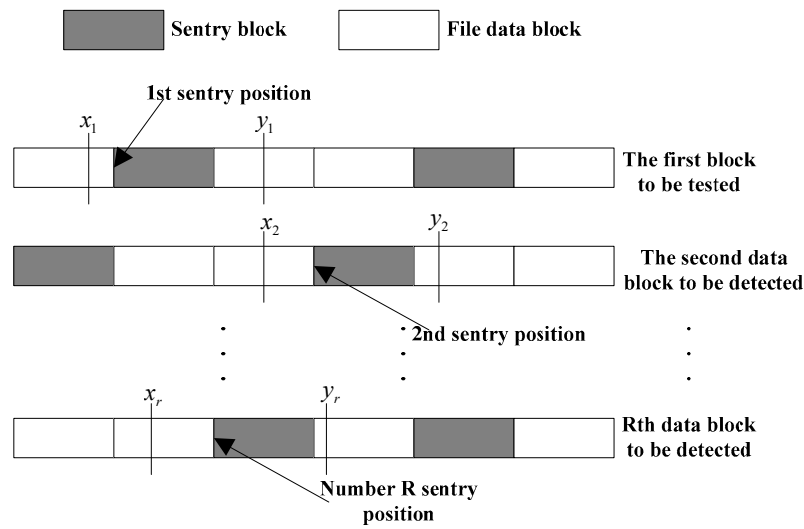 Sentry block
File data block
1st sentry position
x1
y1
The first block
to be tested
x2
y2
The second data
block to be detected
2nd sentry position
xr
yr
Rth data block
to be detected
Number R sentry
position